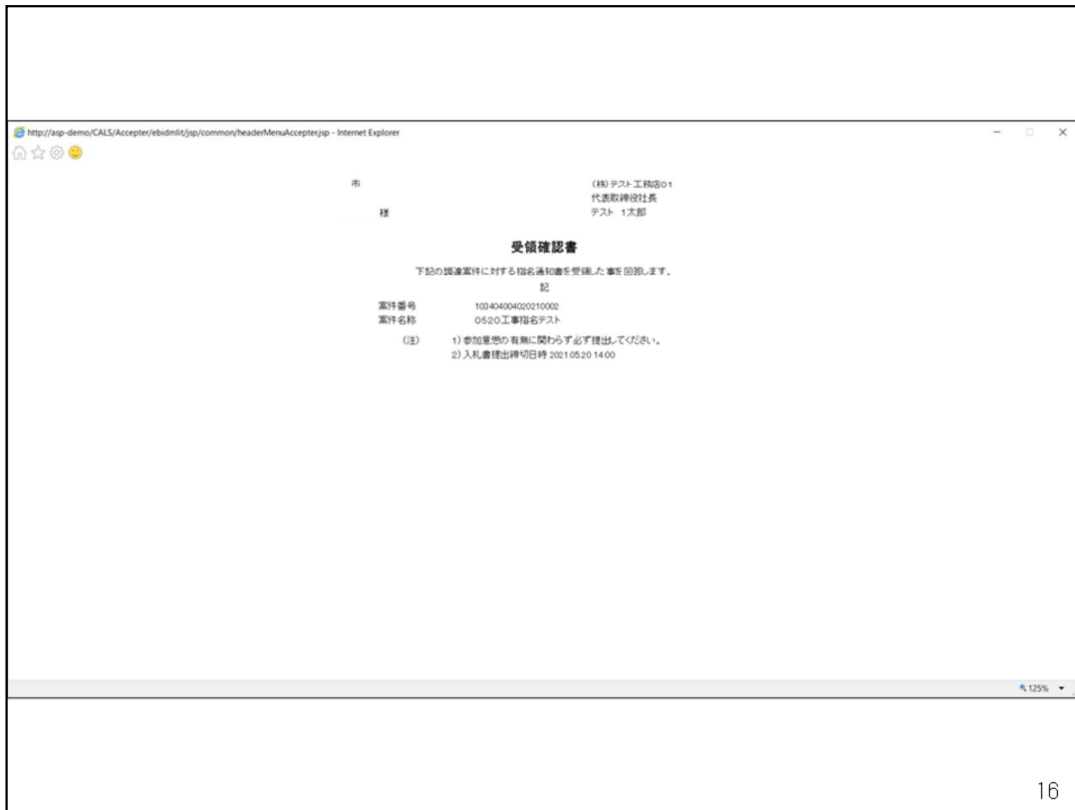 http://asp-demo/CALS/Accepter/ebidmlit/jsp/common/headerMenuAccepter.jsp - Internet Explorer
市
(株)テスト工務店01
代表取締役社長
様
テスト 1太郎
受領確認書
下記の調達案件に対する指名通知書を受領した事を回答します。
記
案件番号 103404004020210002
案件名称 0520工事指名テスト
(注) 1)参加意思の有無に関わらず必ず提出してください。
2)入札書提出締切日時 2021.05.20 14:00
125%
16